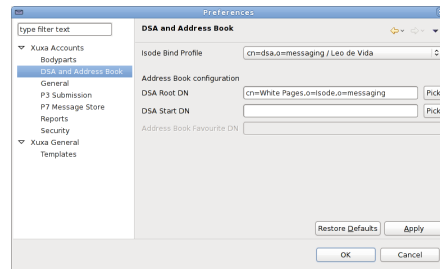 Preferences
type filter text
Xuxa Accounts
Bodyparts
DSA and Address Book
General
P3 Submission
P7 Message Store
Reports
Security
Xuxa General
Templates
DSA and Address Book
Isode Bind Profile
cn=dsa,o=messaging / Leo de Vida
Address Book configuration
DSA Root DN
cn=White Pages,o=Isode,o=messaging
Pick
DSA Start DN
Pick
Address Book Favourite DN
Restore Defaults
Apply
OK
Cancel